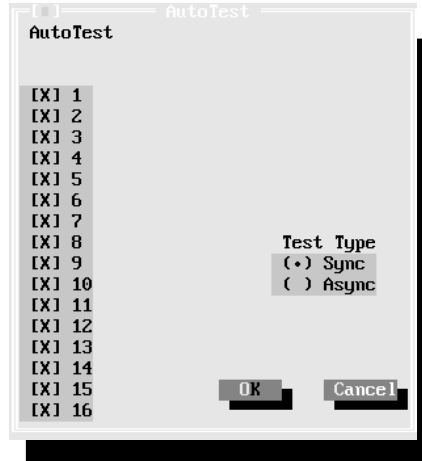 [■] AutoTest
AutoTest
[X] 1
[X] 2
[X] 3
[X] 4
[X] 5
[X] 6
[X] 7
[X] 8
Test Type
[X] 9
(•) Sync
[X] 10
( ) Async
[X] 11
[X] 12
[X] 13
[X] 14
[X] 15
OK
Cancel
[X] 16